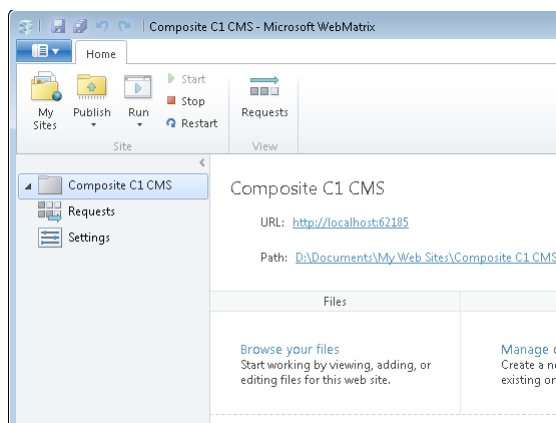 Composite C1 CMS - Microsoft WebMatrix
Home
My Sites
Publish
Run
Start
Stop
Restart
Requests
Site
View
Composite C1 CMS
Requests
Settings
Composite C1 CMS
URL: http://localhost:62185
Path: D:\Documents\My Web Sites\Composite C1 CMS
Files
Browse your files
Start working by viewing, adding, or
editing files for this web site.
Manage
Create a
existing